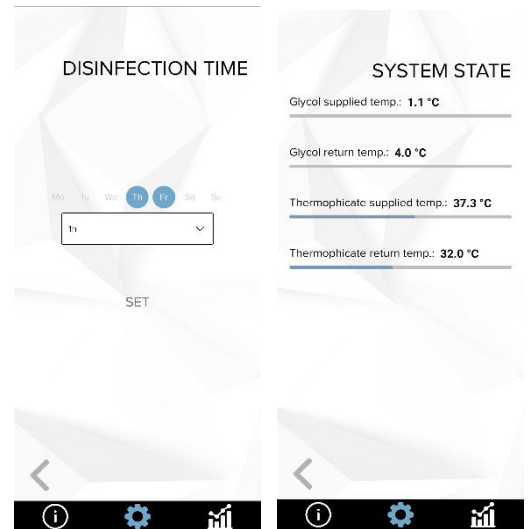 DISINFECTION TIME
Mo Tu We Th Fr Sa Su
1h
SET
SYSTEM STATE
Glycol supplied temp.: 1.1 °C
Glycol return temp.: 4.0 °C
Thermophicate supplied temp.: 37.3 °C
Thermophicate return temp.: 32.0 °C